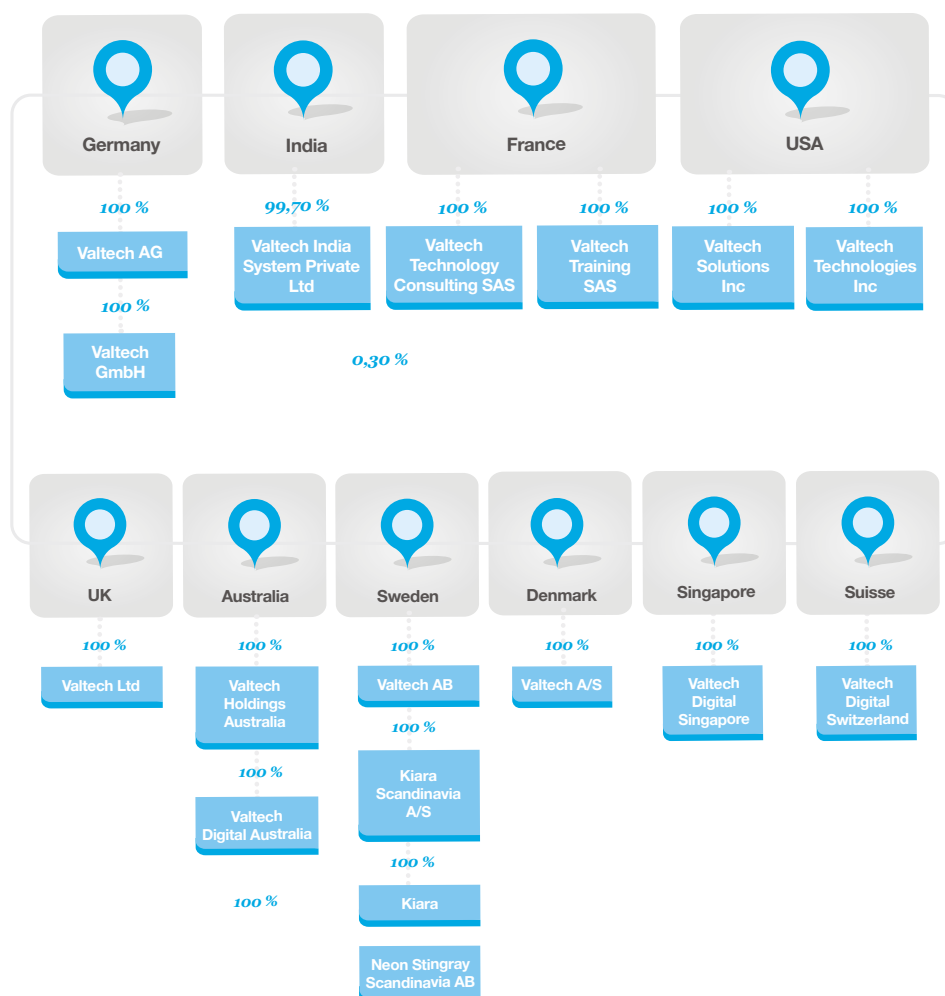 Germany
India
France
USA
100 %
99,70 %
100 %
100 %
100 %
100 %
Valtech AG
Valtech India
System Private
Ltd
Valtech
Technology
Consulting SAS
Valtech
Training
SAS
Valtech
Solutions
Inc
Valtech
Technologies
Inc
100 %
Valtech
GmbH
0,30 %
UK
Australia
Sweden
Denmark
Singapore
Suisse
100 %
100 %
100 %
100 %
100 %
100 %
Valtech Ltd
Valtech
Holdings
Australia
Valtech AB
Valtech A/S
Valtech
Digital
Singapore
Valtech
Digital
Switzerland
100 %
100 %
Valtech
Digital Australia
Kiara
Scandinavia
A/S
100 %
100 %
Kiara
Neon Stingray
Scandinavia AB